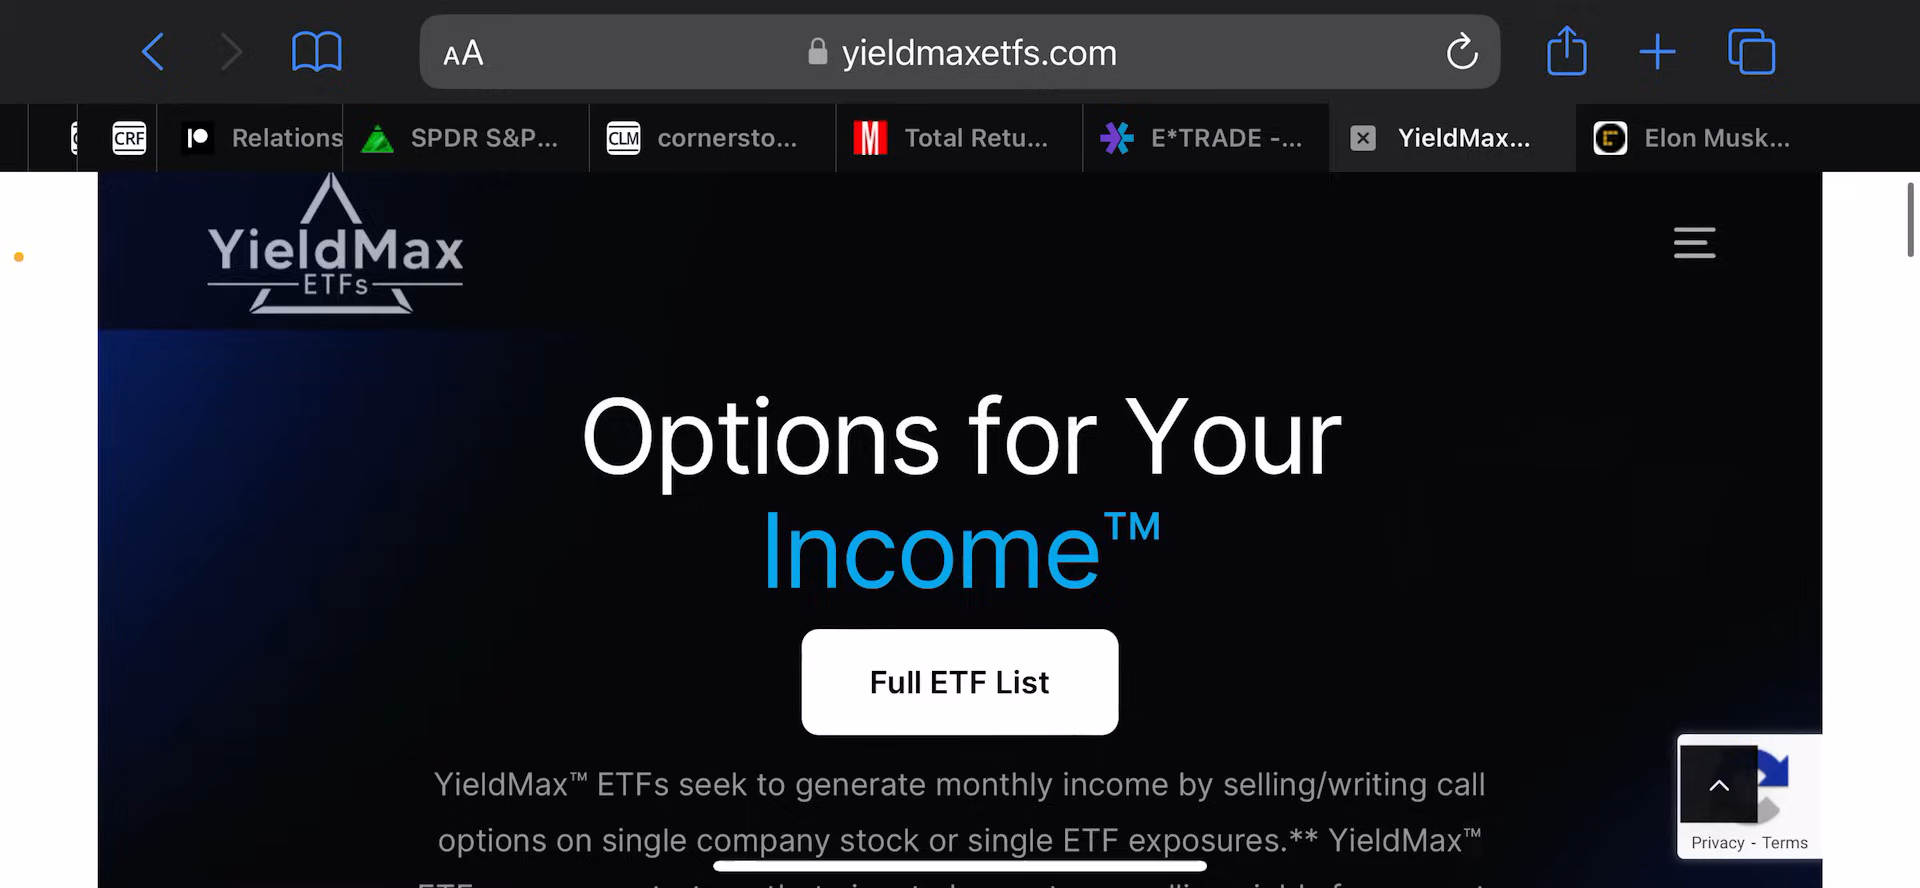 AA
yieldmaxetfs.com
CRF
Relations
SPDR S&P...
CLM
cornersto...
M
Total Retu...
E*TRADE -...
YieldMax...
Elon Musk...
YieldMax
ETFs
Options for Your
Income™
Full ETF List
YieldMax™ ETFs seek to generate monthly income by selling/writing call
options on single company stock or single ETF exposures.** YieldMax™
Privacy - Terms